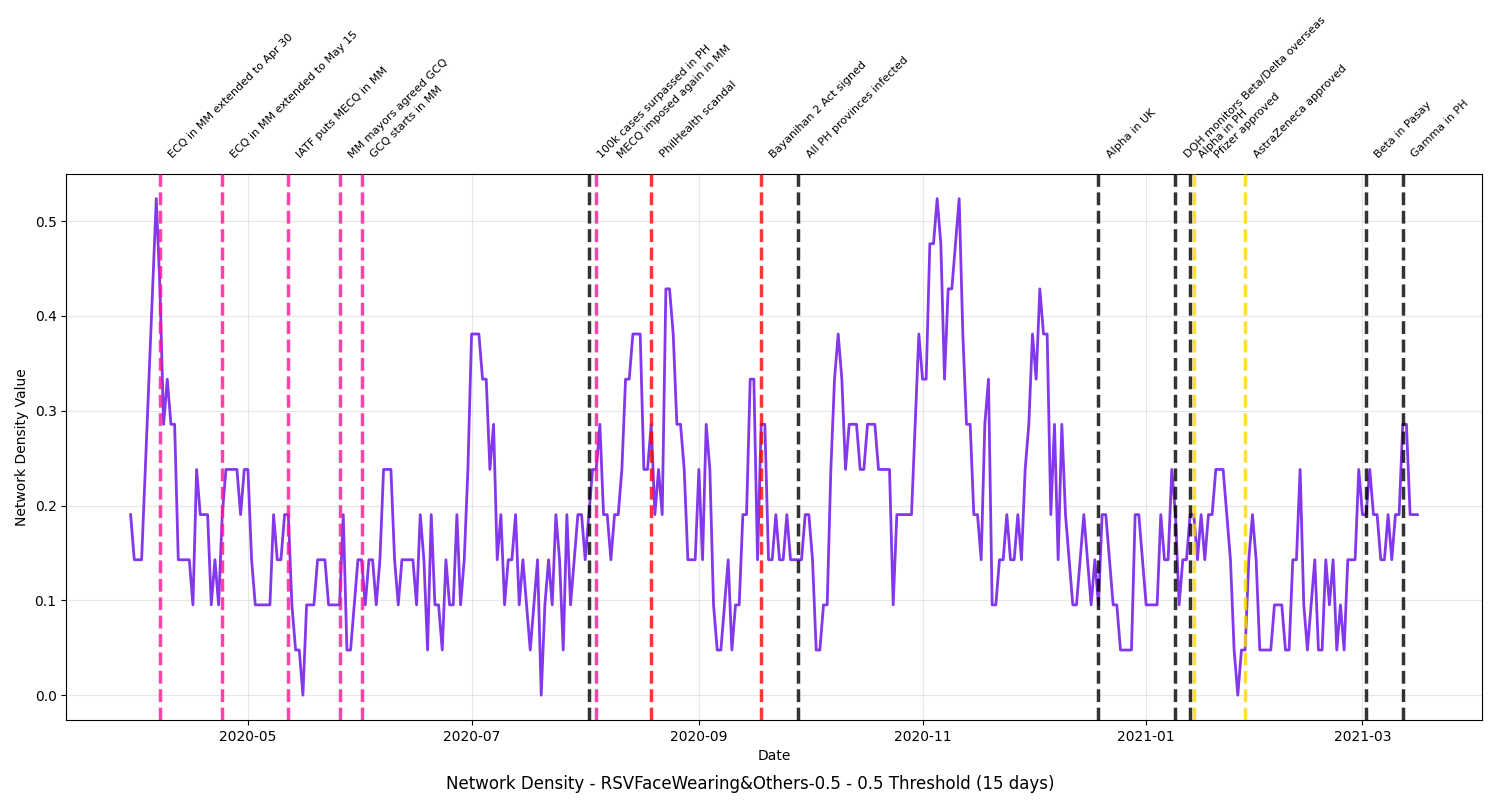 ECQ in MM extended to Apr 30
ECQ in MM extended to May 15
IATF puts MECQ in MM
MM mayors agreed GCQ
GCQ starts in MM
100k cases surpassed in PH
MECQ imposed again in MM
PhilHealth scandal
Bayanihan 2 Act signed
All PH provinces infected
Alpha in UK
DOH monitors Beta/Delta overseas
Alpha in PH
Pfizer approved
AstraZeneca approved
Beta in Pasay
Gamma in PH
Network Density Value
0.5
0.4
0.3
0.2
0.1
0.0
2020-05
2020-07
2020-09
2020-11
2021-01
2021-03
Date
Network Density - RSVFaceWearing&Others-0.5 - 0.5 Threshold (15 days)